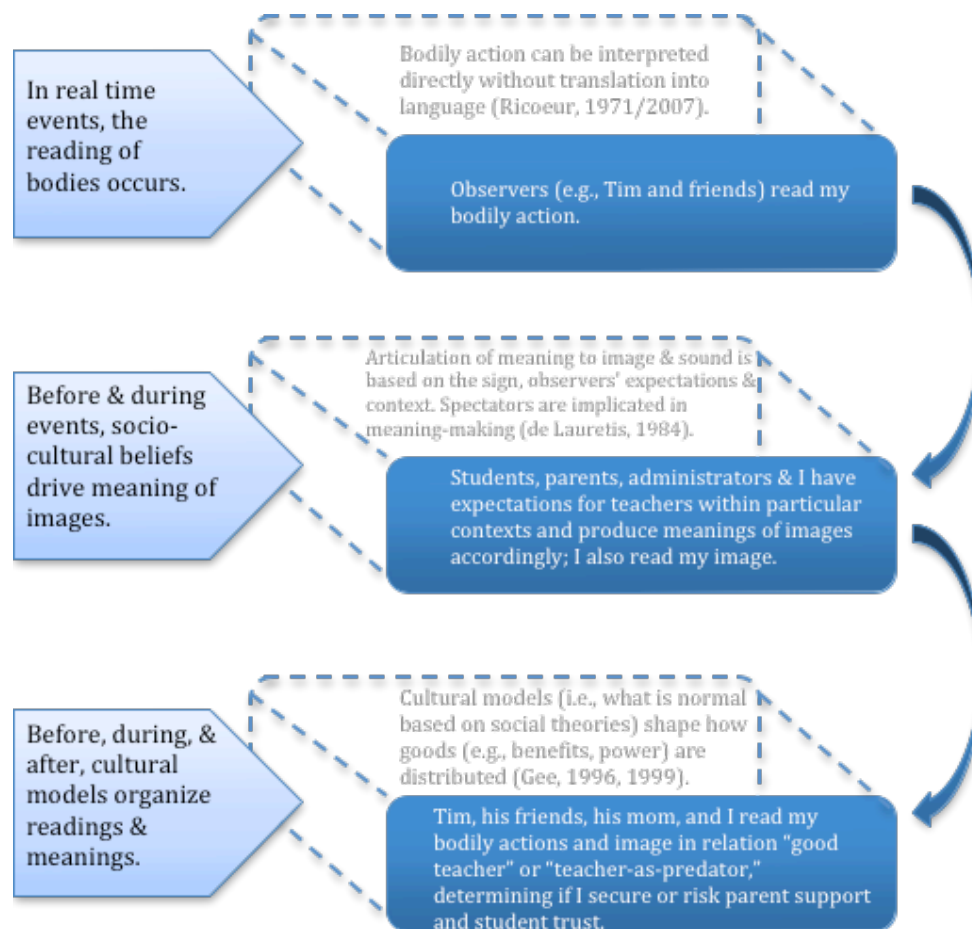 In real time
events, the
reading of
bodies occurs.
Bodily action can be interpreted
directly without translation into
language (Ricoeur, 1971/2007).
Observers (e.g., Tim and friends) read my
bodily action.
Before & during
events, socio-
cultural beliefs
drive meaning of
images.
Articulation of meaning to image & sound is
based on the sign, observers' expectations &
context. Spectators are implicated in
meaning-making (de Lauretis, 1984).
Students, parents, administrators & I have
expectations for teachers within particular
contexts and produce meanings of images
accordingly; I also read my image.
Before, during, &
after, cultural
models organize
readings &
meanings.
Cultural models (i.e., what is normal
based on social theories) shape how
goods (e.g., benefits, power) are
distributed (Gee, 1996, 1999).
Tim, his friends, his mom, and I read my
bodily actions and image in relation "good
teacher" or "teacher-as-predator,"
determining if I secure or risk parent support
and student trust.